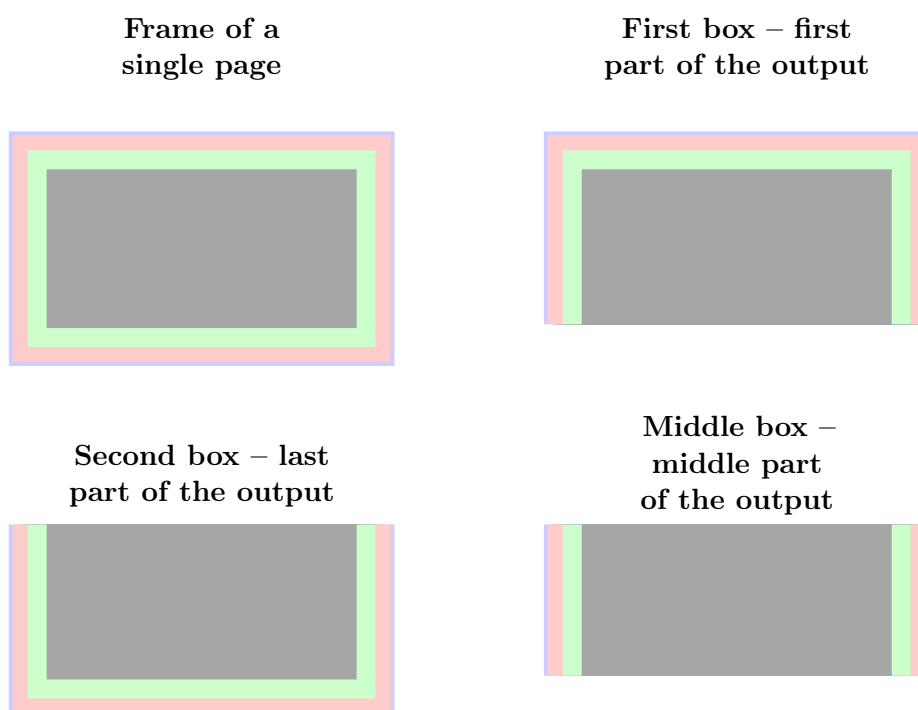 Frame of a
single page
First box – first
part of the output
Second box – last
part of the output
Middle box –
middle part
of the output